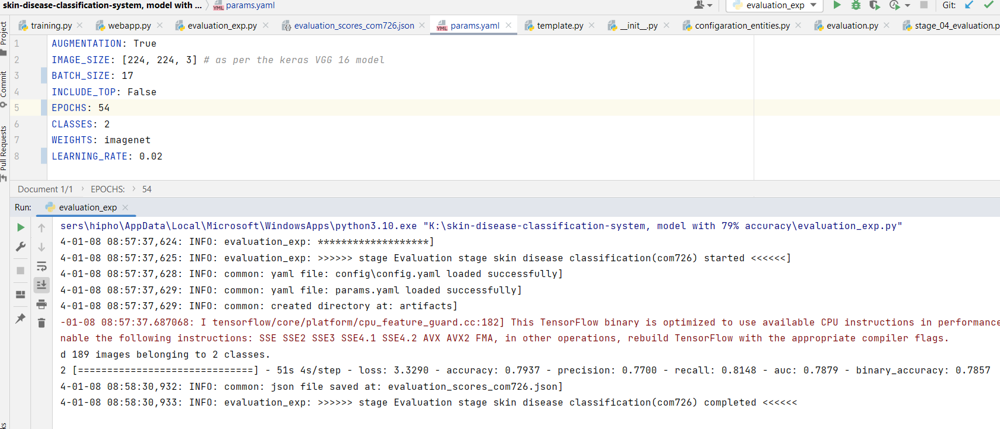 skin-disease-classification-system, model with ... params.yaml evaluation_exp Git:
training.py webapp.py evaluation_exp.py evaluation_scores_com726.json params.yaml template.py __init__.py configaration_entities.py evaluation.py stage_04_evaluation.p
Project
Commit
Pull Requests
1 AUGMENTATION: True
2 IMAGE_SIZE: [224, 224, 3] # as per the keras VGG 16 model
3 BATCH_SIZE: 17
4 INCLUDE_TOP: False
5 EPOCHS: 54
6 CLASSES: 2
7 WEIGHTS: imagenet
8 LEARNING_RATE: 0.02
Document 1/1 EPOCHS: 54
Run: evaluation_exp
sers\hipho\AppData\Local\Microsoft\WindowsApps\python3.10.exe "K:\skin-disease-classification-system, model with 79% accuracy\evaluation_exp.py"
4-01-08 08:57:37,624: INFO: evaluation_exp: *******************]
4-01-08 08:57:37,625: INFO: evaluation_exp: >>>>>> stage Evaluation stage skin disease classification(com726) started <<<<<<]
4-01-08 08:57:37,628: INFO: common: yaml file: config\config.yaml loaded successfully]
4-01-08 08:57:37,629: INFO: common: yaml file: params.yaml loaded successfully]
4-01-08 08:57:37,629: INFO: common: created directory at: artifacts]
-01-08 08:57:37.687068: I tensorflow/core/platform/cpu_feature_guard.cc:182] This TensorFlow binary is optimized to use available CPU instructions in performance
nable the following instructions: SSE SSE2 SSE3 SSE4.1 SSE4.2 AVX AVX2 FMA, in other operations, rebuild TensorFlow with the appropriate compiler flags.
d 189 images belonging to 2 classes.
2 [==============================] - 51s 4s/step - loss: 3.3290 - accuracy: 0.7937 - precision: 0.7700 - recall: 0.8148 - auc: 0.7879 - binary_accuracy: 0.7857
4-01-08 08:58:30,932: INFO: common: json file saved at: evaluation_scores_com726.json]
4-01-08 08:58:30,933: INFO: evaluation_exp: >>>>>> stage Evaluation stage skin disease classification(com726) completed <<<<<<
ks